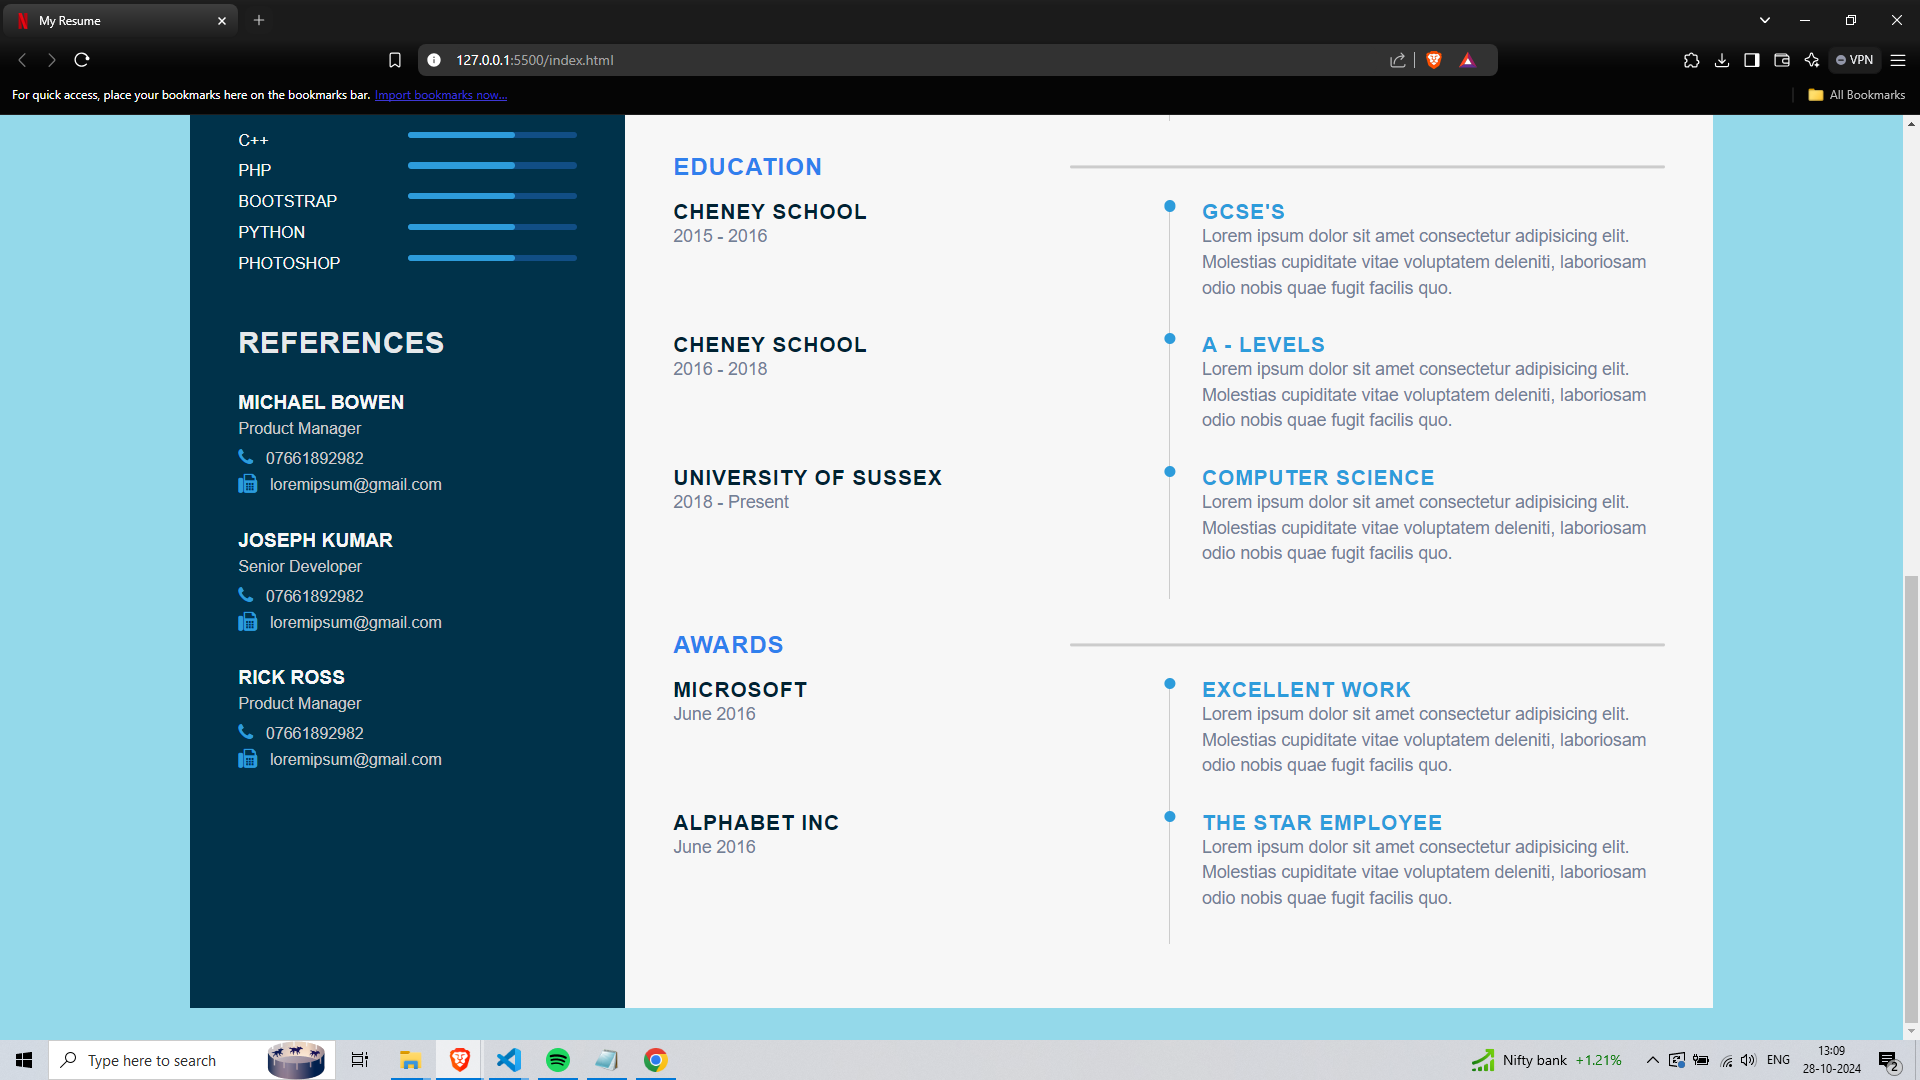 My Resume
127.0.0.1:5500/index.html
VPN
For quick access, place your bookmarks here on the bookmarks bar. Import bookmarks now...
All Bookmarks
C++
PHP
BOOTSTRAP
PYTHON
PHOTOSHOP
REFERENCES
MICHAEL BOWEN
Product Manager
07661892982
loremipsum@gmail.com
JOSEPH KUMAR
Senior Developer
07661892982
loremipsum@gmail.com
RICK ROSS
Product Manager
07661892982
loremipsum@gmail.com
EDUCATION
CHENEY SCHOOL
2015 - 2016
GCSE'S
Lorem ipsum dolor sit amet consectetur adipisicing elit.
Molestias cupiditate vitae voluptatem deleniti, laboriosam
odio nobis quae fugit facilis quo.
CHENEY SCHOOL
2016 - 2018
A - LEVELS
Lorem ipsum dolor sit amet consectetur adipisicing elit.
Molestias cupiditate vitae voluptatem deleniti, laboriosam
odio nobis quae fugit facilis quo.
UNIVERSITY OF SUSSEX
2018 - Present
COMPUTER SCIENCE
Lorem ipsum dolor sit amet consectetur adipisicing elit.
Molestias cupiditate vitae voluptatem deleniti, laboriosam
odio nobis quae fugit facilis quo.
AWARDS
MICROSOFT
June 2016
EXCELLENT WORK
Lorem ipsum dolor sit amet consectetur adipisicing elit.
Molestias cupiditate vitae voluptatem deleniti, laboriosam
odio nobis quae fugit facilis quo.
ALPHABET INC
June 2016
THE STAR EMPLOYEE
Lorem ipsum dolor sit amet consectetur adipisicing elit.
Molestias cupiditate vitae voluptatem deleniti, laboriosam
odio nobis quae fugit facilis quo.
Type here to search
Nifty bank +1.21%
ENG
13:09
28-10-2024
2